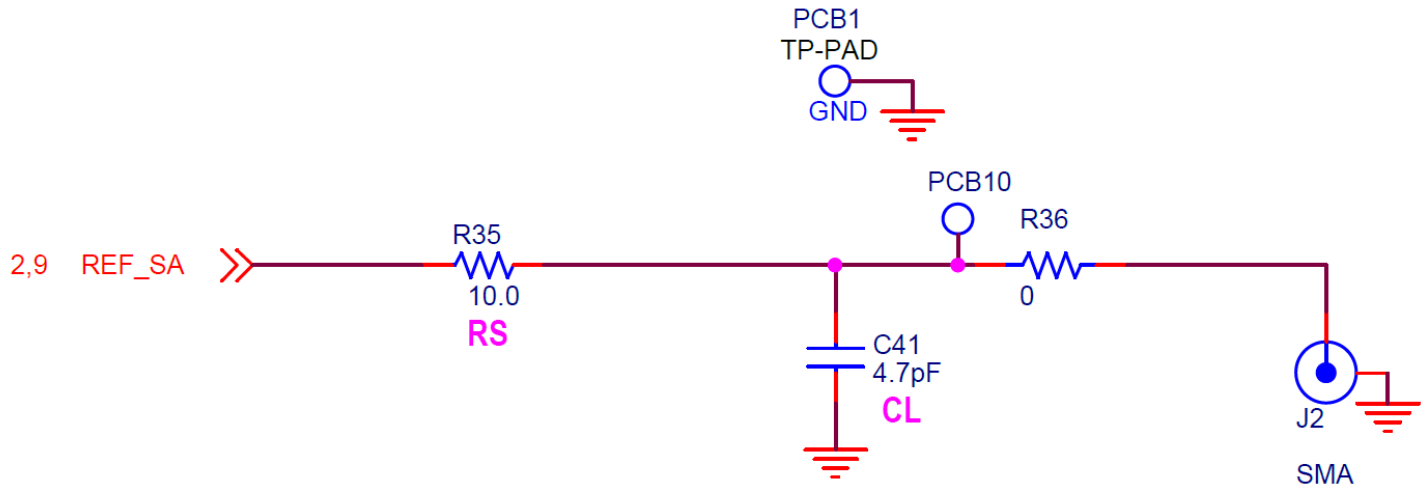 PCB1
TP-PAD
GND
PCB10
R36
R35
2,9 REF_SA
10.0
0
RS
C41
4.7pF
CL
J2
SMA